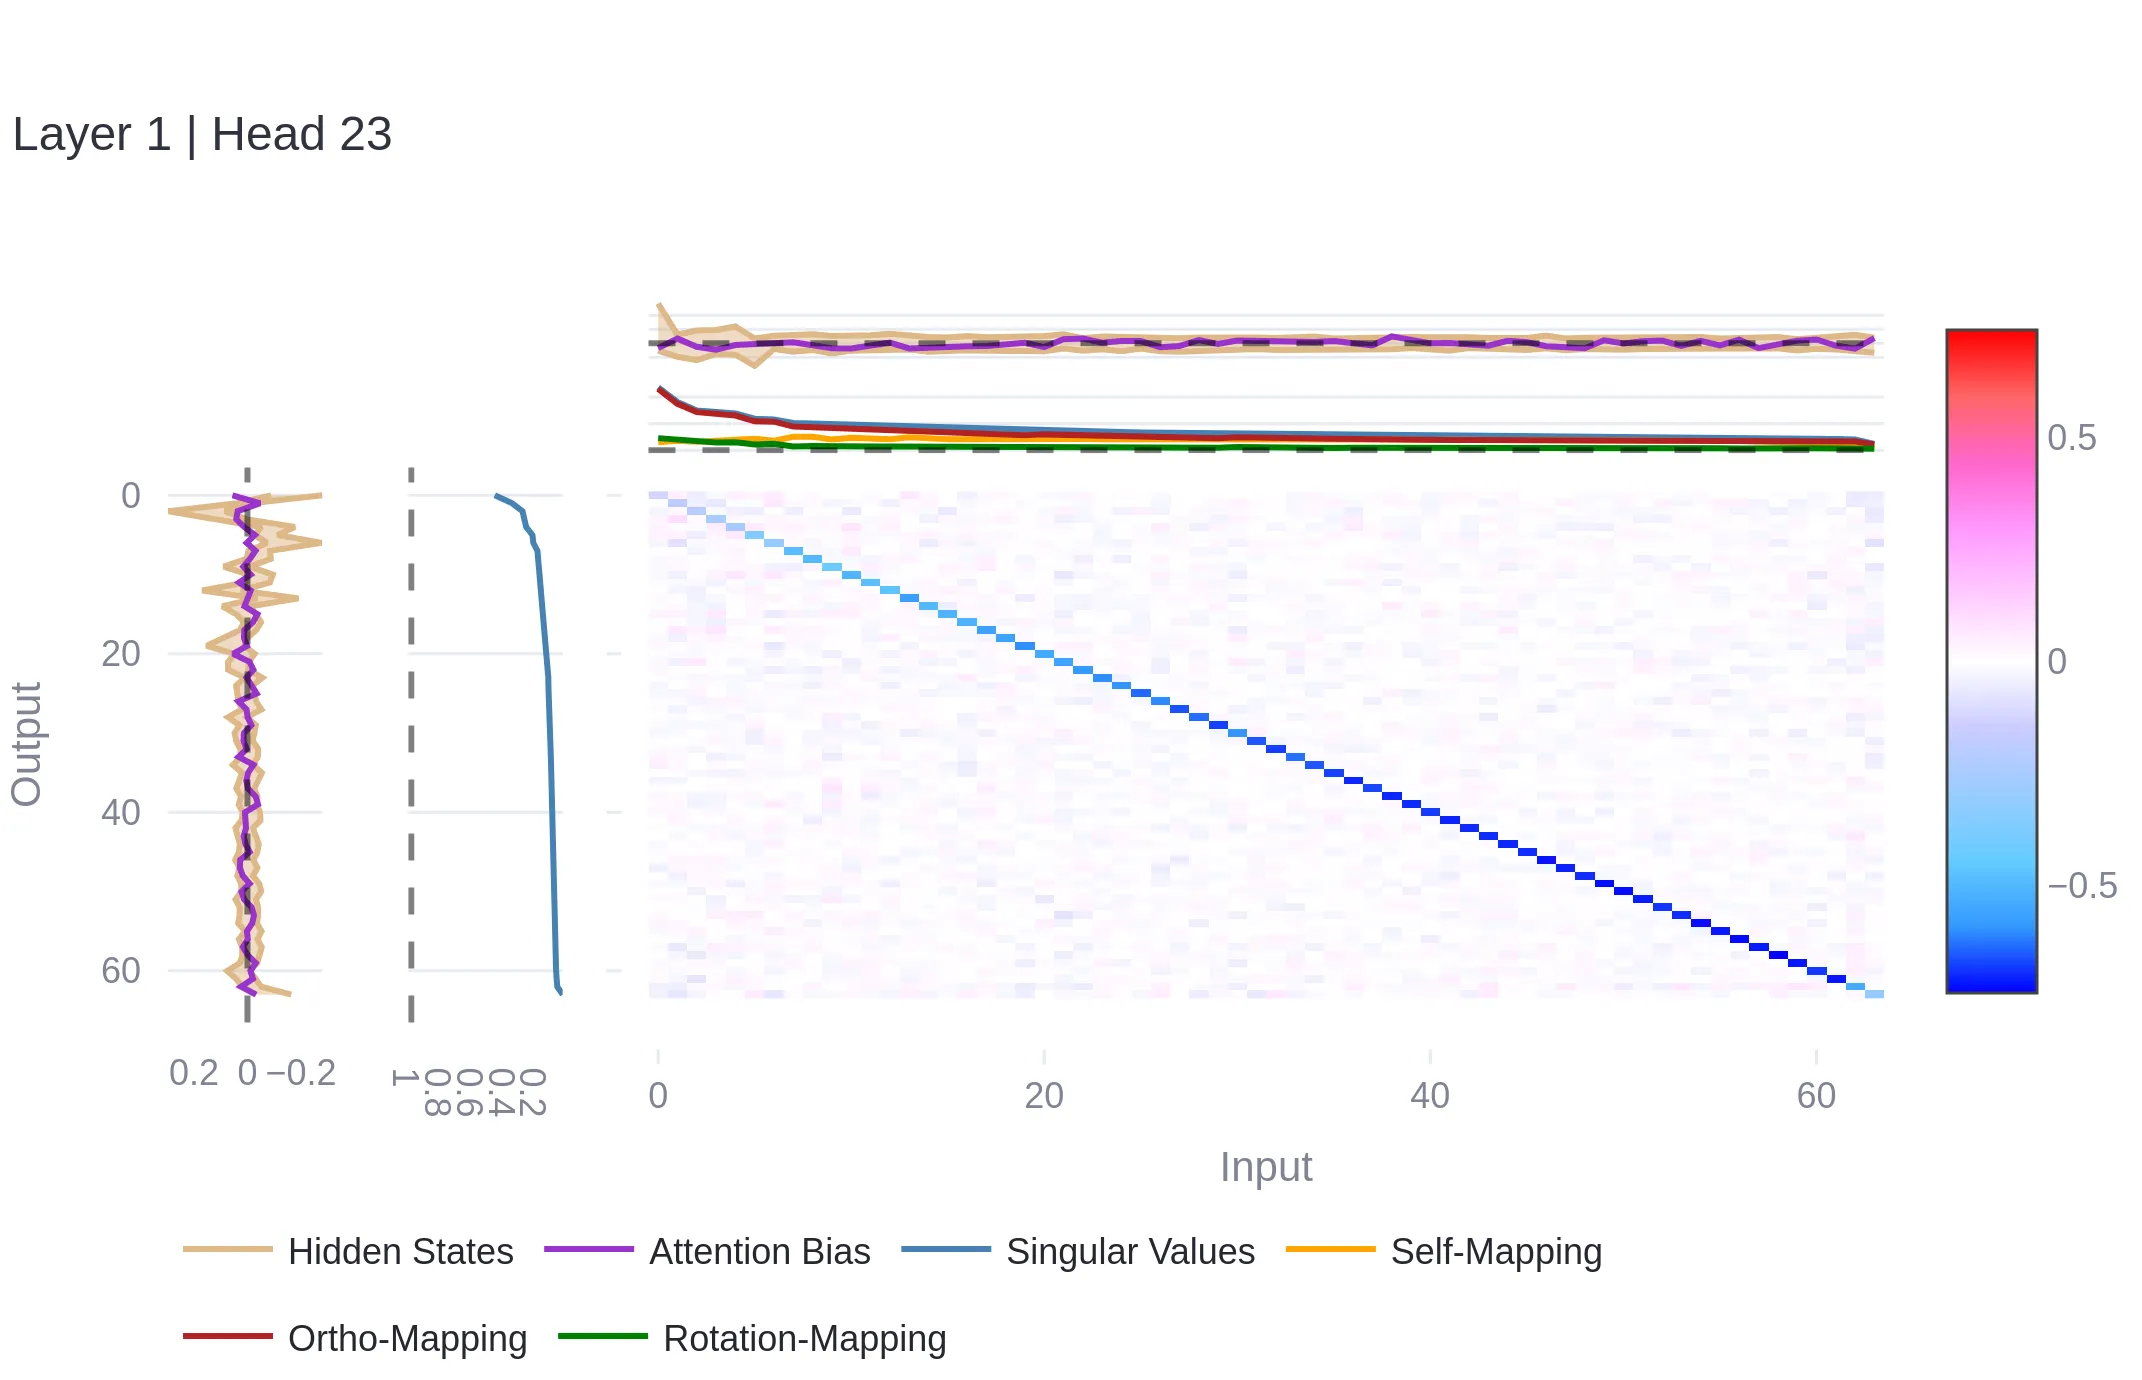 Layer 1 | Head 23
0
20
40
60
Output
0.2 0 −0.2
1
0.8
0.6
0.4
0.2
0 20 40 60
Input
0.5
0
−0.5
Hidden States Attention Bias Singular Values Self-Mapping
Ortho-Mapping Rotation-Mapping